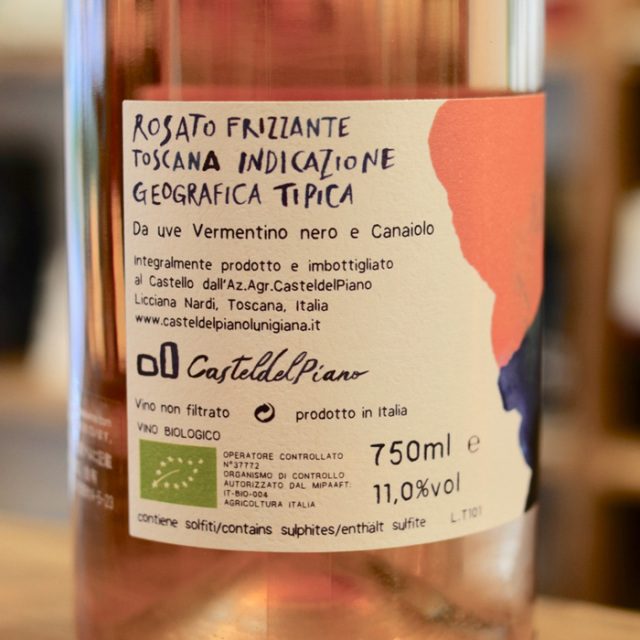 ROSATO FRIZZANTE
TOSCANA INDICAZIONE
GEOGRAFICA TIPICA
Da uve Vermentino nero e Canaiolo
Integralmente prodotto e imbottigliato
al Castello dall'Az.Agr.CasteldelPiano
Licciana Nardi, Toscana, Italia
www.casteldelpianolunigiana.it
CasteldelPiano
Vino non filtrato prodotto in Italia
VINO BIOLOGICO
OPERATORE CONTROLLATO
N°37772
ORGANISMO DI CONTROLLO
AUTORIZZATO DAL MIPAAFT:
IT-BIO-004
AGRICOLTURA ITALIA
750ml e
11,0%vol
contiene solfiti/contains sulphites/enthält sulfite
L.T101